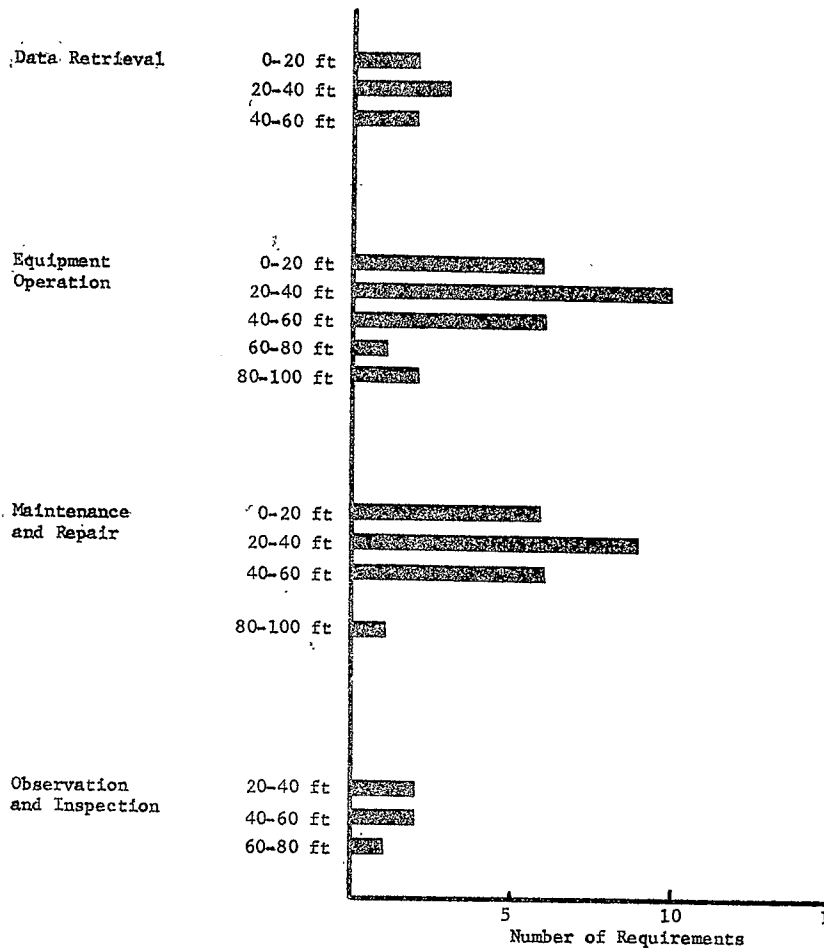 Data Retrieval 0-20 ft
20-40 ft
40-60 ft
Equipment 0-20 ft
Operation 20-40 ft
40-60 ft
60-80 ft
80-100 ft
Maintenance 0-20 ft
and Repair 20-40 ft
40-60 ft
80-100 ft
Observation 20-40 ft
and Inspection 40-60 ft
60-80 ft
5 10
Number of Requirements